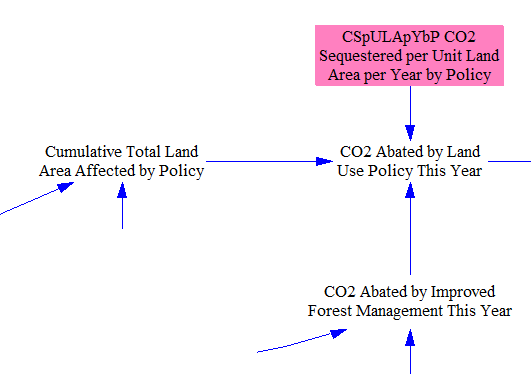 CSpULApYbP CO2
Sequestered per Unit Land
Area per Year by Policy
Cumulative Total Land
Area Affected by Policy
CO2 Abated by Land
Use Policy This Year
CO2 Abated by Improved
Forest Management This Year